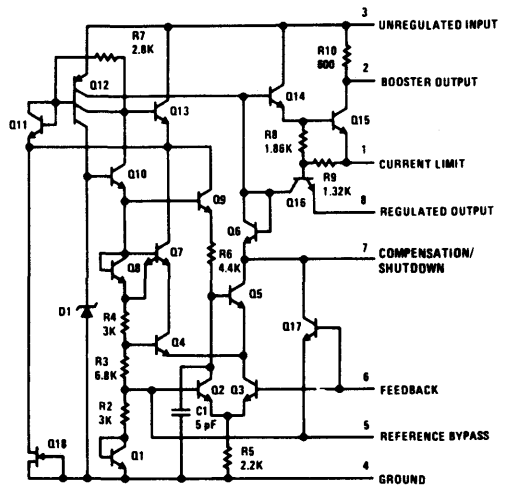 3
UNREGULATED INPUT
R7
2.8K
R10
600
Q12
2
BOOSTER OUTPUT
Q11
Q13
Q14
Q15
R8
1.86K
1
CURRENT LIMIT
Q10
R9
1.32K
Q9
Q16
8
REGULATED OUTPUT
Q6
7
COMPENSATION/
SHUTDOWN
Q8
Q7
R6
4.4K
Q5
D1
R4
3K
Q17
Q4
R3
6.8K
6
FEEDBACK
Q2
Q3
R2
3K
C1
5 pF
5
REFERENCE BYPASS
Q18
Q1
R5
2.2K
4
GROUND